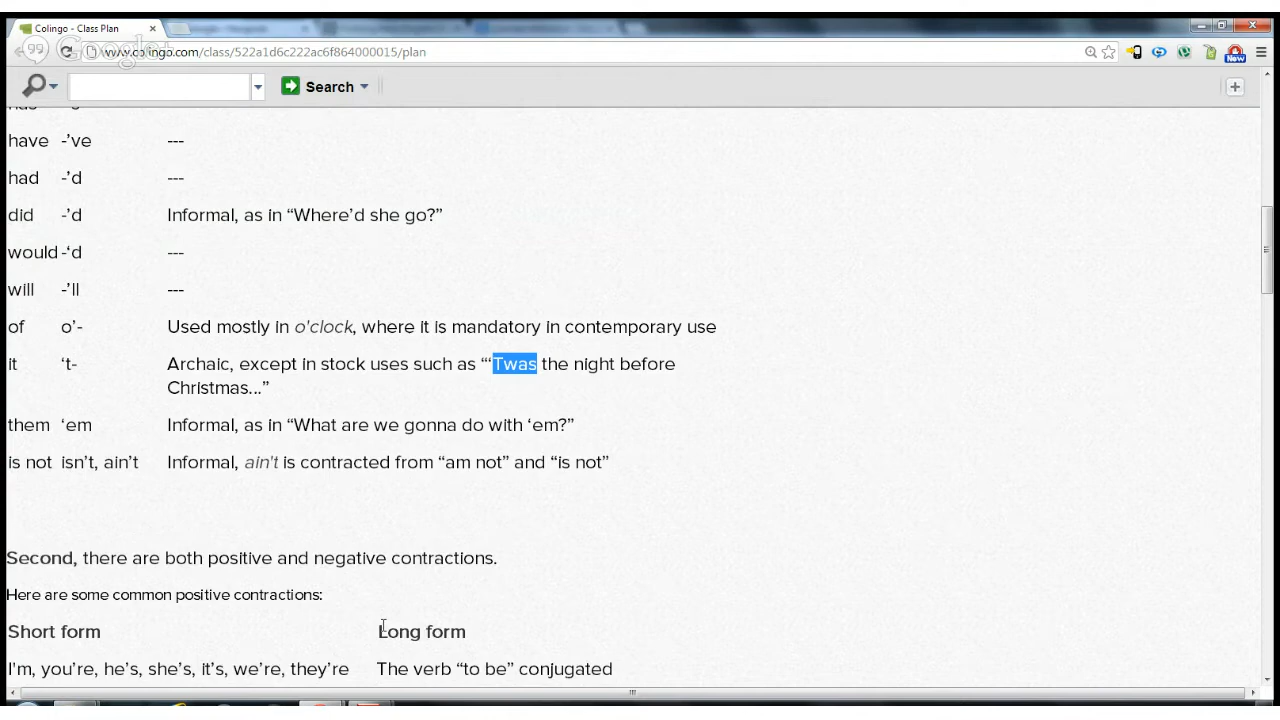 Colingo - Class Plan
Google+
www.colingo.com/class/522a1d6c222ac6f864000015/plan
New
Search
have -’ve ---
had -’d ---
did -’d Informal, as in “Where’d she go?”
would -‘d ---
will -’ll ---
of o’- Used mostly in o'clock, where it is mandatory in contemporary use
it ‘t- Archaic, except in stock uses such as “‘Twas the night before
Christmas...”
them ‘em Informal, as in “What are we gonna do with ‘em?”
is not isn’t, ain’t Informal, ain't is contracted from “am not” and “is not”
Second, there are both positive and negative contractions.
Here are some common positive contractions:
Short form Long form
I'm, you’re, he’s, she’s, it’s, we’re, they’re The verb “to be” conjugated